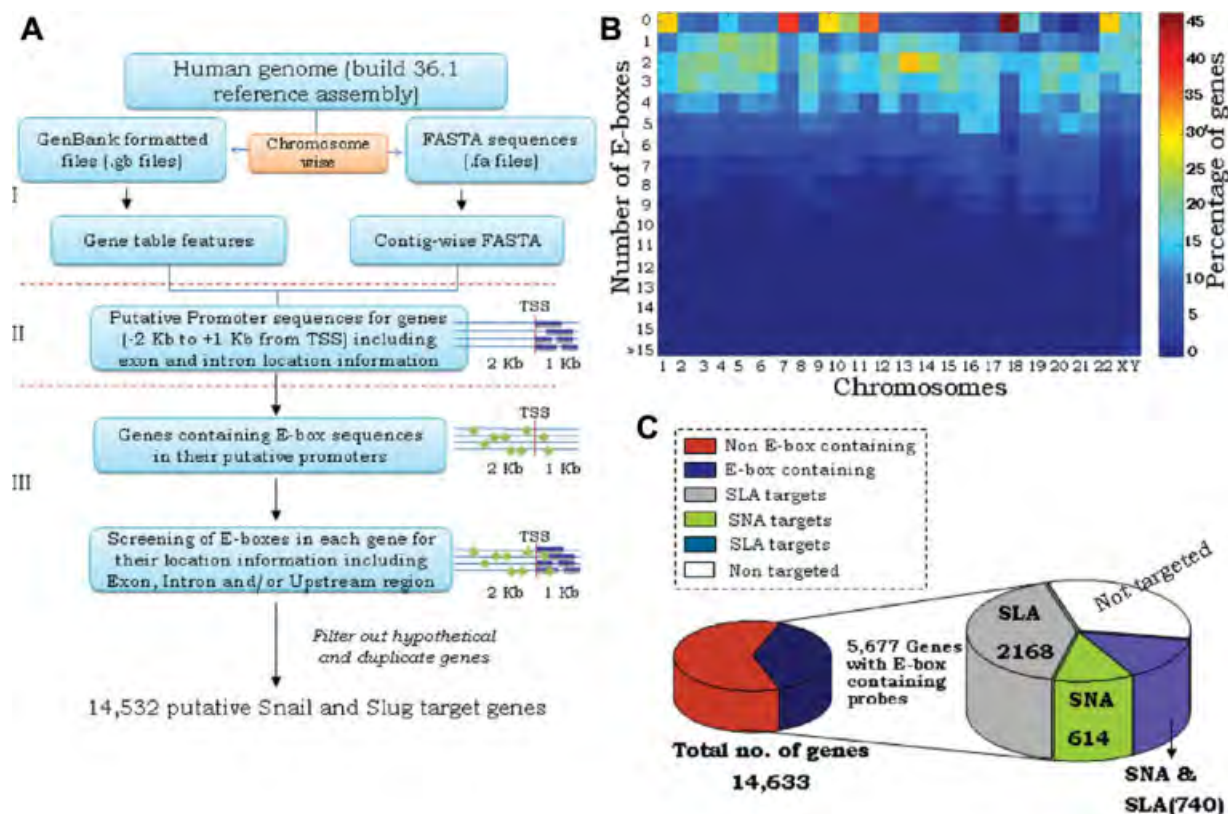 A
Human genome (build 36.1
reference assembly)
GenBank formatted
files (.gb files)
Chromosome
wise
FASTA sequences
(.fa files)
I
Gene table features
Contig-wise FASTA
II
Putative Promoter sequences for genes
(-2 Kb to +1 Kb from TSS) including
exon and intron location information
TSS
2 Kb 1 Kb
Genes containing E-box sequences
in their putative promoters
TSS
2 Kb 1 Kb
III
Screening of E-boxes in each gene for
their location information including
Exon, Intron and/or Upstream region
TSS
2 Kb 1 Kb
Filter out hypothetical
and duplicate genes
14,532 putative Snail and Slug target genes
B
Number of E-boxes
0
1
2
3
4
5
6
7
8
9
10
11
12
13
14
15
>15
1 2 3 4 5 6 7 8 9 10 11 12 13 14 15 16 17 18 19 20 21 22 X Y
Chromosomes
45
40
35
30
25
20
15
10
5
0
Percentage of genes
C
Non E-box containing
E-box containing
SLA targets
SNA targets
SLA targets
Non targeted
5,677 Genes
with E-box
containing
probes
Total no. of genes
14,633
Not targeted
SLA
2168
SNA
614
SNA &
SLA(740)